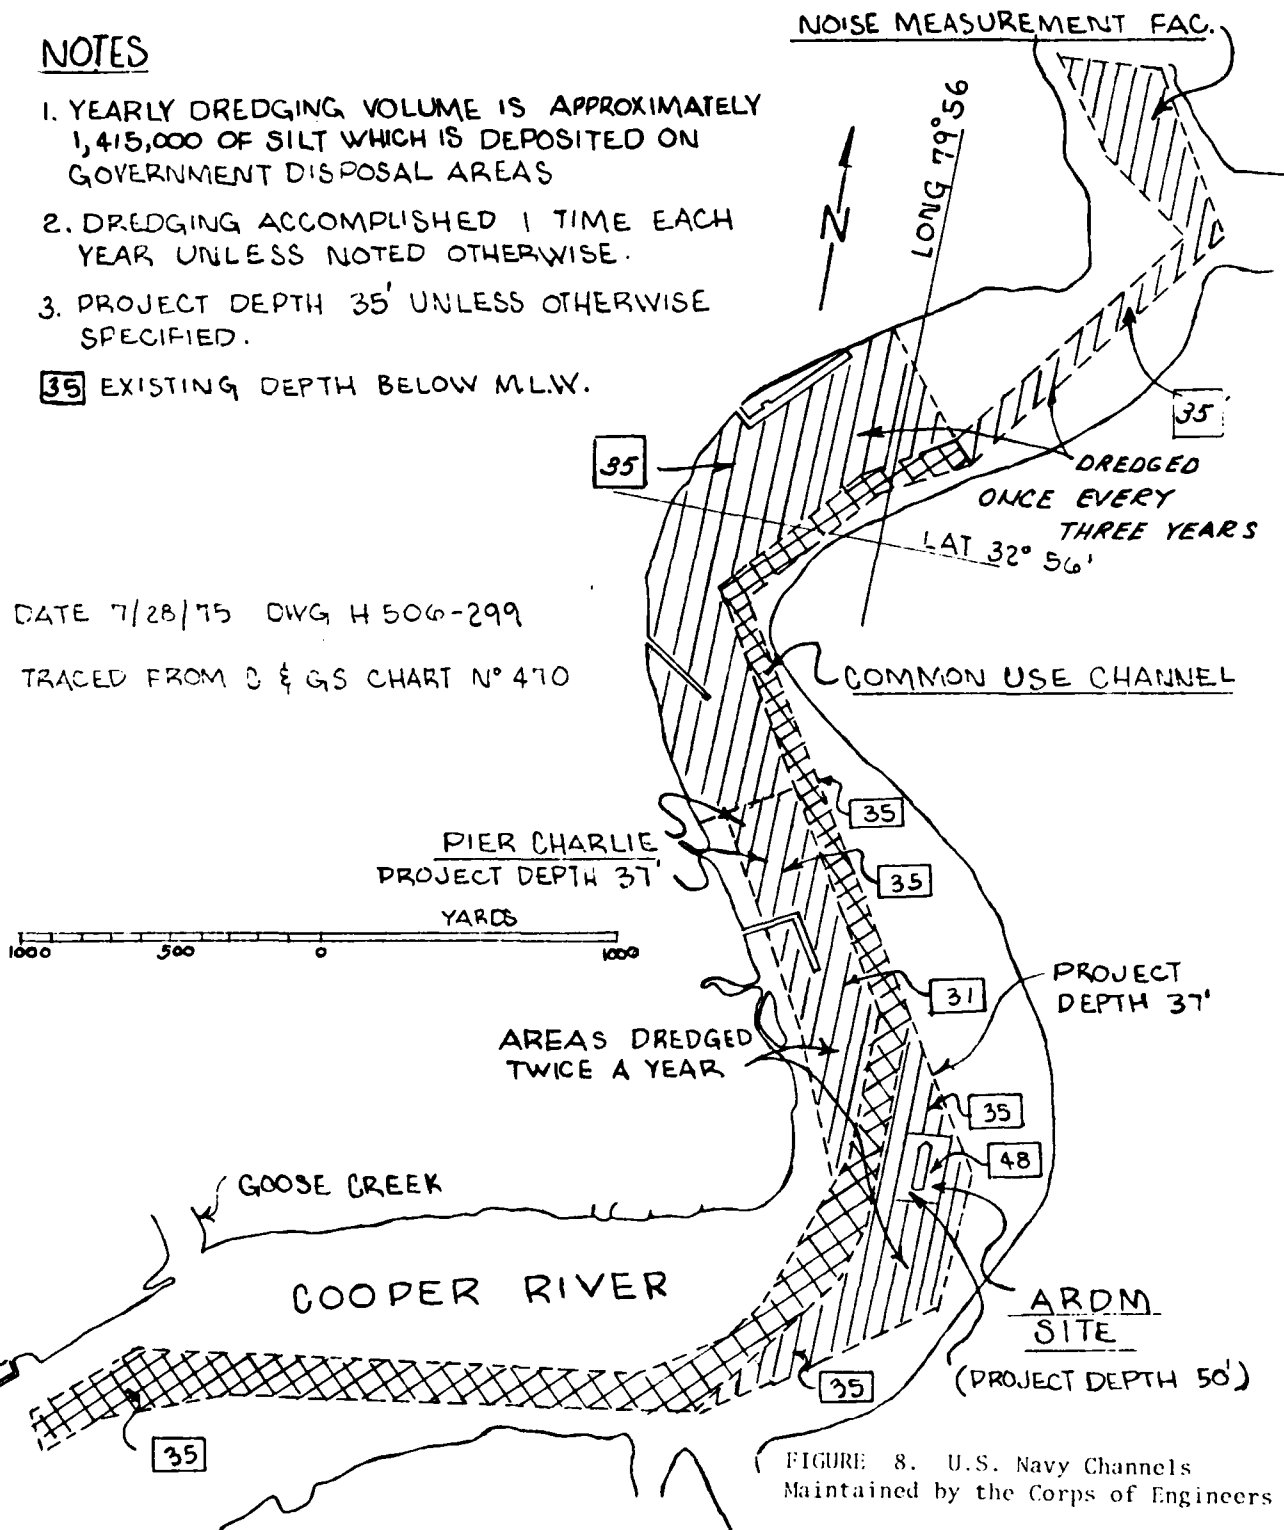 NOISE MEASUREMENT FAC.
NOTES
1. YEARLY DREDGING VOLUME IS APPROXIMATELY
1,415,000 OF SILT WHICH IS DEPOSITED ON
GOVERNMENT DISPOSAL AREAS
2. DREDGING ACCOMPLISHED 1 TIME EACH
YEAR UNLESS NOTED OTHERWISE.
3. PROJECT DEPTH 35' UNLESS OTHERWISE
SPECIFIED.
35 EXISTING DEPTH BELOW M.L.W.
N
LONG 79°56
35
35
DREDGED
ONCE EVERY
THREE YEARS
LAT 32° 56'
DATE 7/28/75 DWG H 506-299
TRACED FROM C & GS CHART N° 470
COMMON USE CHANNEL
35
PIER CHARLIE
PROJECT DEPTH 37'
35
YARDS
1000 500 0 1000
31
PROJECT
DEPTH 37'
AREAS DREDGED
TWICE A YEAR
35
48
GOOSE CREEK
COOPER RIVER
ARDM
SITE
(PROJECT DEPTH 50')
35
35
FIGURE 8. U.S. Navy Channels
Maintained by the Corps of Engineers